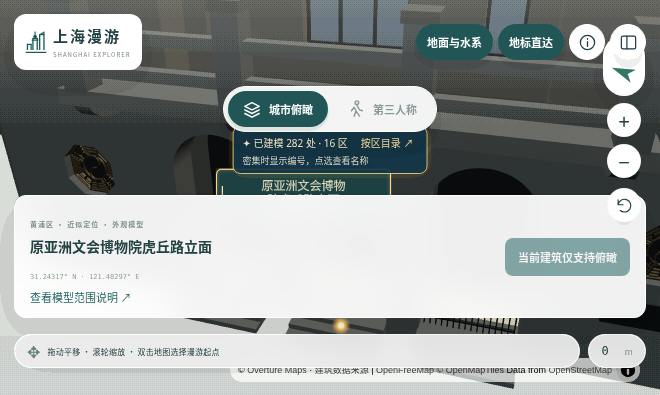 上海漫游
SHANGHAI EXPLORER
地面与水系
地标直达
城市俯瞰
第三人称
✦ 已建模 282 处 · 16 区 按区目录 ↗
密集时显示编号，点选查看名称
原亚洲文会博物
黄浦区 · 近似定位 · 外观模型
原亚洲文会博物院虎丘路立面
31.24317° N · 121.48297° E
查看模型范围说明 ↗
当前建筑仅支持俯瞰
拖动平移 · 滚轮缩放 · 双击地图选择漫游起点
0 m
© Overture Maps · 建筑数据来源 | OpenFreeMap © OpenMapTiles Data from OpenStreetMap